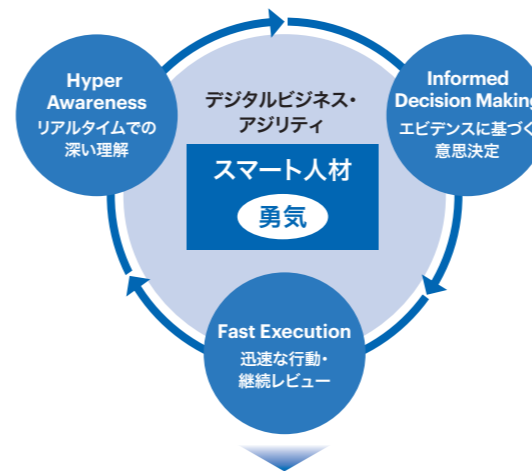 Hyper
Awareness
リアルタイムでの
深い理解
デジタルビジネス・
アジリティ
スマート人材
勇気
Informed
Decision Making
エビデンスに基づく
意思決定
Fast Execution
迅速な行動・
継続レビュー